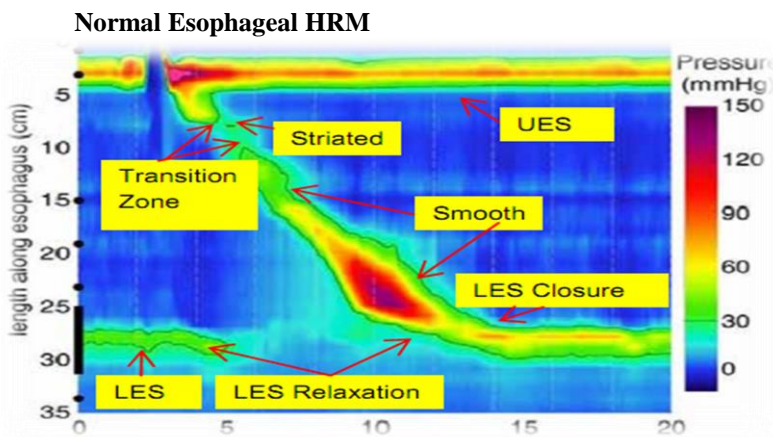 Normal Esophageal HRM
Pressure
(mmHg)
150
120
90
60
30
0
length along esophagus (cm)
5
10
15
20
25
30
35
0
5
10
15
20
UES
Striated
Transition
Zone
Smooth
LES Closure
LES
LES Relaxation